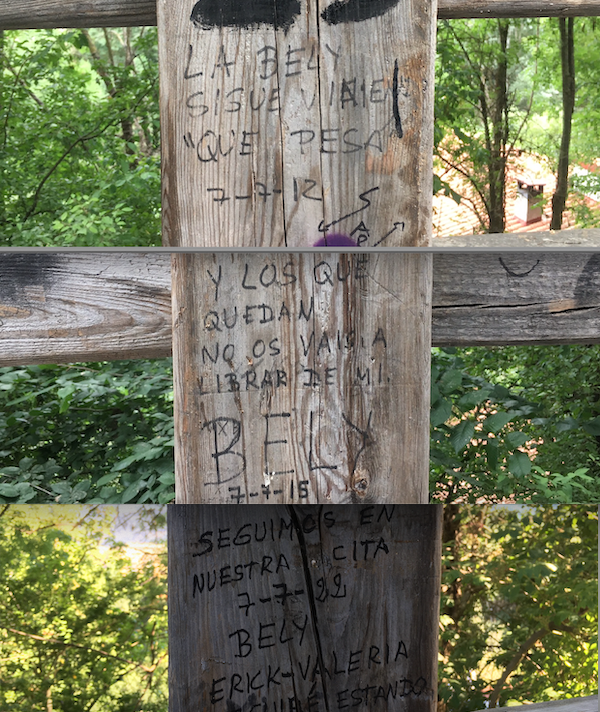 LA BELY
SIGUE VIAJE
"QUE PESA
7-7-12
Y LOS QUE
QUEDAN
NO OS VAIS A
LIBRAR DE MI
BELY
7-7-15
SEGUIMOS EN
NUESTRA CITA
7-7-22
BELY
ERICK-VALERIA
ESTANDO